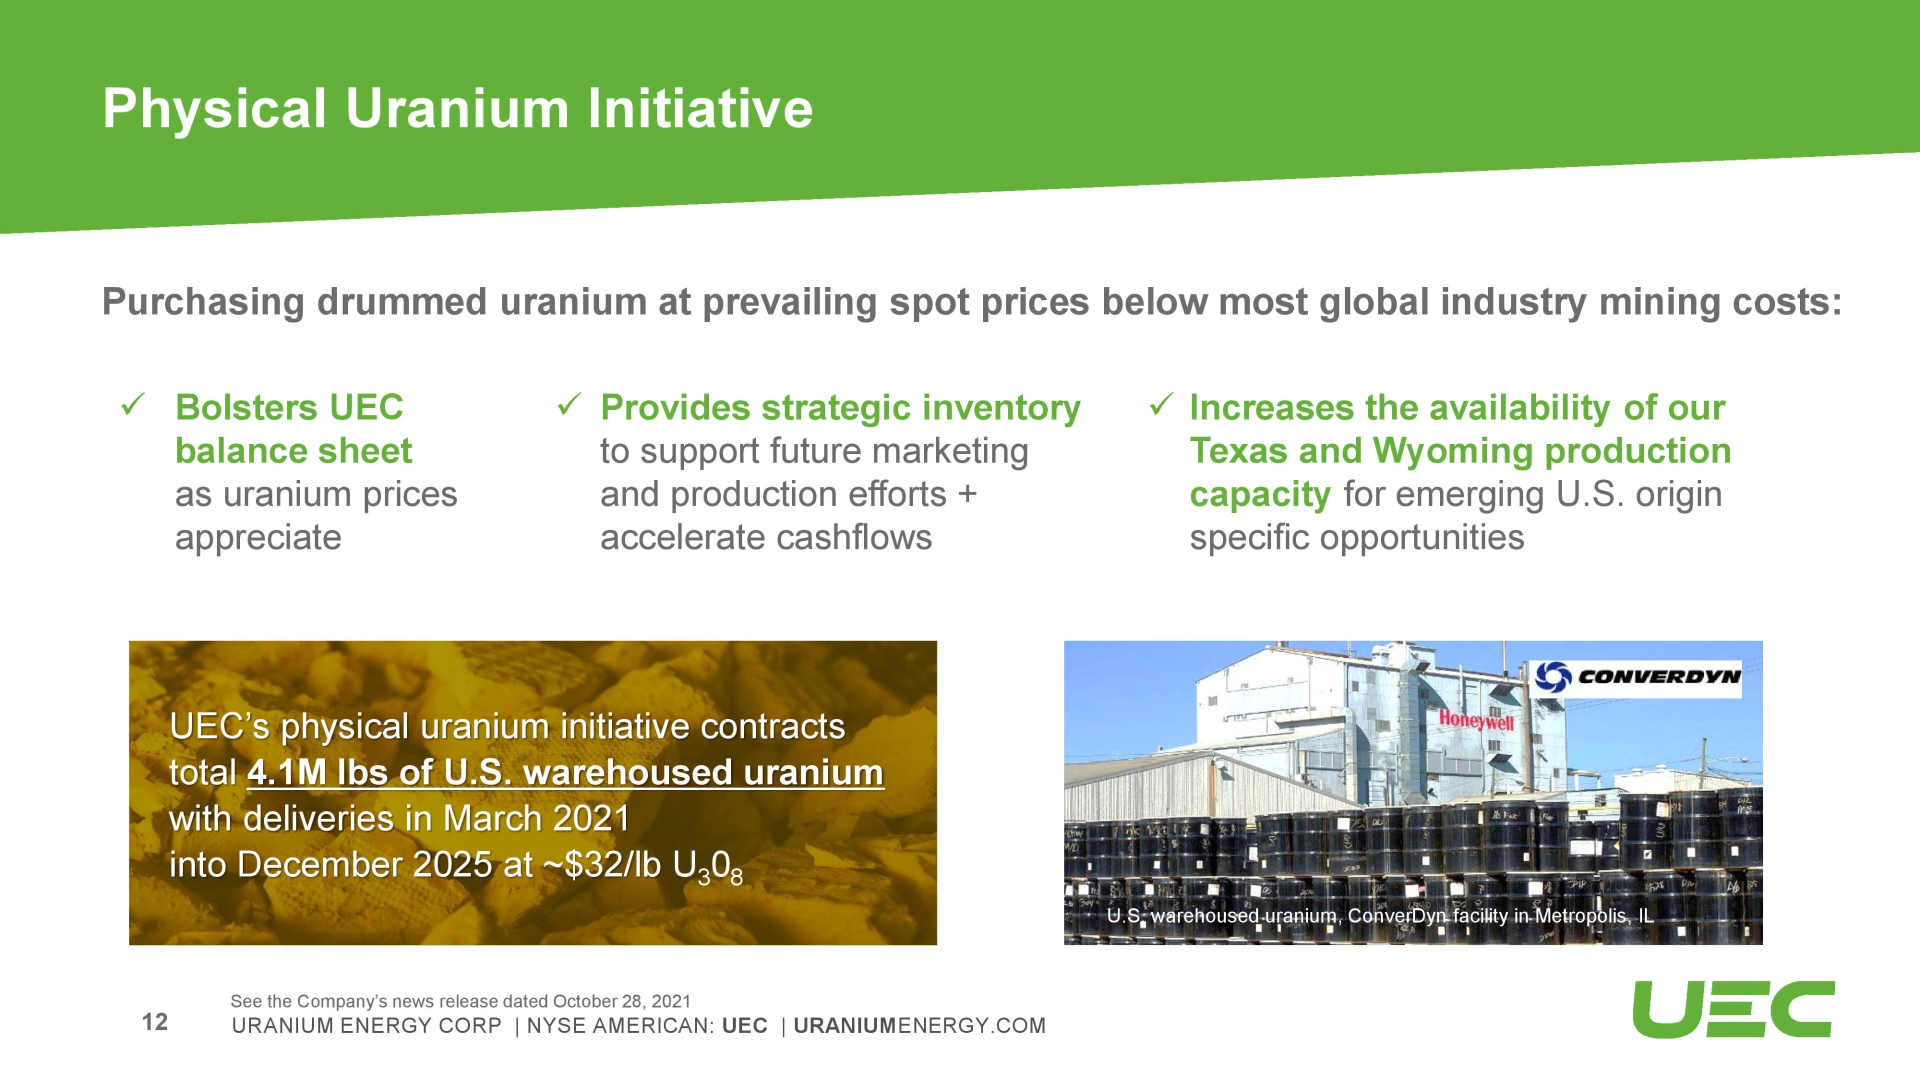 Physical Uranium Initiative
Purchasing drummed uranium at prevailing spot prices below most global industry mining costs:
✓ Bolsters UEC
balance sheet
as uranium prices
appreciate
✓ Provides strategic inventory
to support future marketing
and production efforts +
accelerate cashflows
✓ Increases the availability of our
Texas and Wyoming production
capacity for emerging U.S. origin
specific opportunities
UEC’s physical uranium initiative contracts
total 4.1M lbs of U.S. warehoused uranium
with deliveries in March 2021
into December 2025 at ~$32/lb U₃0₈
CONVERDYN
Honeywell
U.S. warehoused uranium, ConverDyn facility in Metropolis, IL
See the Company’s news release dated October 28, 2021
12 URANIUM ENERGY CORP | NYSE AMERICAN: UEC | URANIUMENERGY.COM
UEC